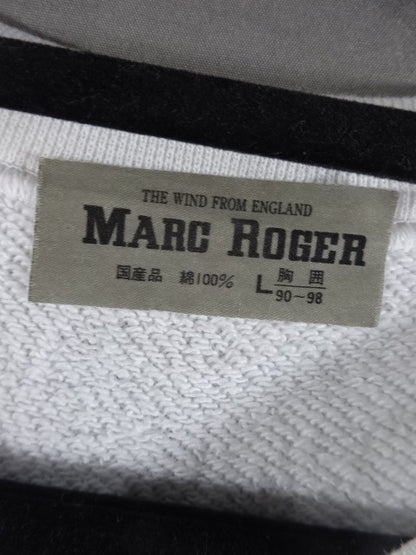 THE WIND FROM ENGLAND
MARC ROGER
国産品 綿100% L 胸囲
90~98